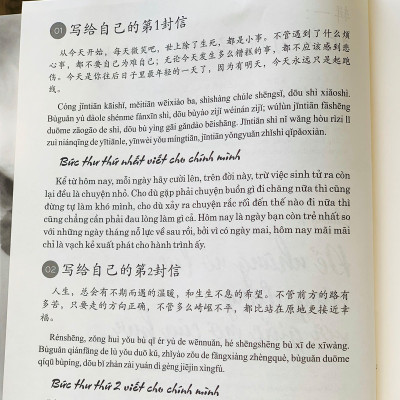 01 写给自己的第1封信
从今天开始，每天微笑吧，世上除了生死，都是小事。不管遇到了什么烦
心事，都不要自己为难自己；无论今天发生多么糟糕的事，都不应该感到悲
伤。今天是你往后日子里最年轻的一天了，因为有明天，今天永远只是起跑
线。
Cóng jīntiān kāishǐ, měitiān wēixiào ba, shìshàng chúle shēngsǐ, dōu shì xiǎoshì.
Bùguǎn yù dàole shénme fánxīn shì, dōu bùyào zìjǐ wéinán zìjǐ; wúlùn jīntiān fāshēng
duōme zāogāo de shì, dōu bù yìng gāi gǎndào bēishāng. Jīntiān shì nǐ wǎng hòu rìzi lǐ
zuì niánqīng de yītiānle, yīnwèi yǒu míngtiān, jīntiān yǒngyuǎn zhǐshì qǐpǎoxiàn.
Bức thư thứ nhất viết cho chính mình
Kể từ hôm nay, mỗi ngày hãy cười lên, trên đời này, trừ việc sinh tử ra còn
lại đều là chuyện nhỏ. Cho dù gặp phải chuyện buồn gì đi chăng nữa thì cũng
đừng tự làm khó mình, cho dù xảy ra chuyện rắc rối đến thế nào đi nữa thì
cũng chẳng cần phải đau lòng làm gì cả. Hôm nay là ngày bạn còn trẻ nhất so
với những ngày tháng nỗ lực về sau rồi, bởi vì có ngày mai, hôm nay mãi mãi
chỉ là vạch kẻ xuất phát cho hành trình ấy.
02 写给自己的第2封信
人生，总会有不期而遇的温暖，和生生不息的希望。不管前方的路有
多苦，只要走的方向正确，不管多么崎岖不平，都比站在原地更接近幸
福。
Rénshēng, zǒng huì yǒu bù qī ér yù de wēnnuǎn, hé shēngshēng bù xī de xīwàng.
Bùguǎn qiánfāng de lù yǒu duō kǔ, zhǐyào zǒu de fāngxiàng zhèngquè, bùguǎn duōme
qíqū bùpíng, dōu bǐ zhàn zài yuán dì gèng jiējìn xìngfú.
Bức thư thứ 2 viết cho chính mình